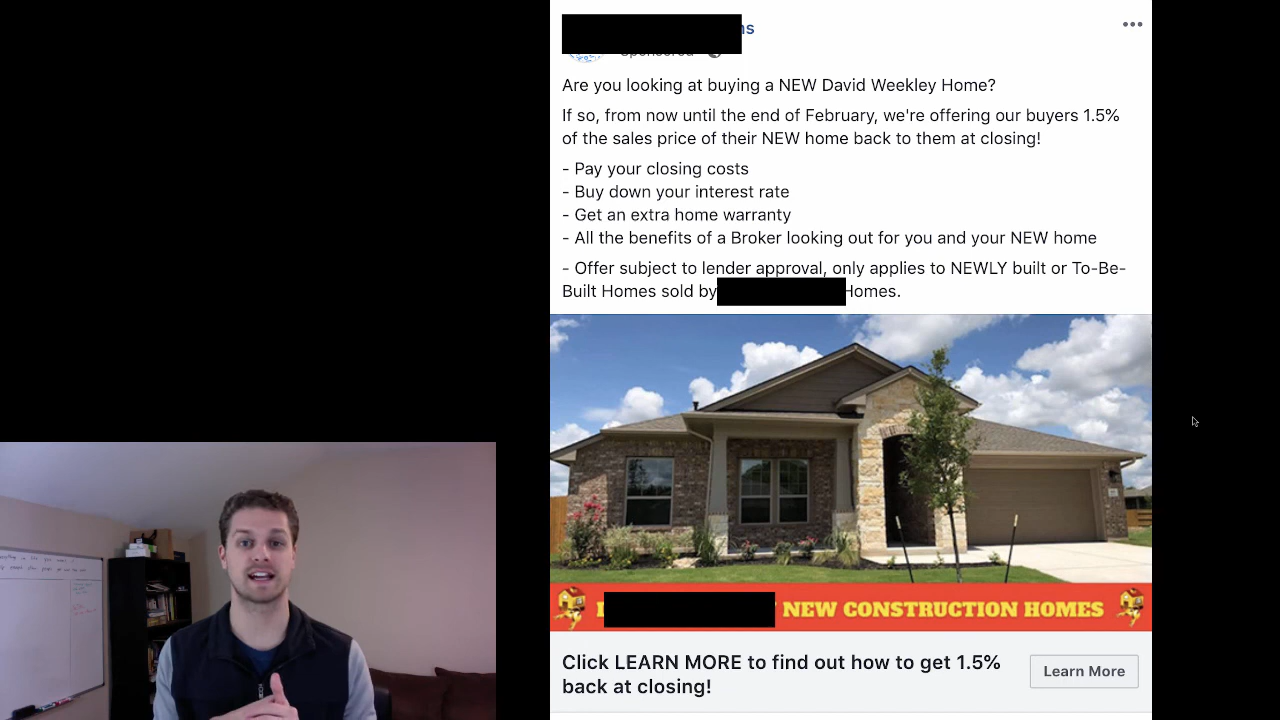 Are you looking at buying a NEW David Weekley Home?
If so, from now until the end of February, we're offering our buyers 1.5%
of the sales price of their NEW home back to them at closing!
- Pay your closing costs
- Buy down your interest rate
- Get an extra home warranty
- All the benefits of a Broker looking out for you and your NEW home
- Offer subject to lender approval, only applies to NEWLY built or To-Be-
Built Homes sold by Homes.
NEW CONSTRUCTION HOMES
Click LEARN MORE to find out how to get 1.5%
back at closing!
Learn More